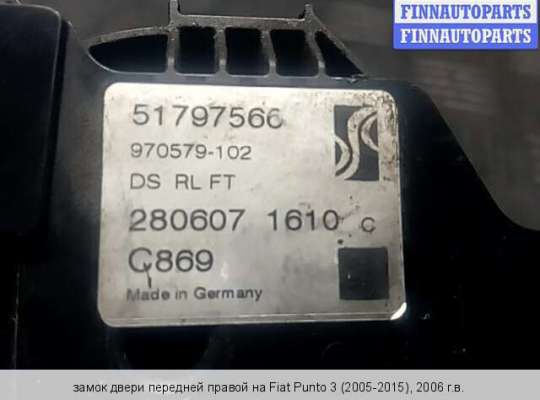 FINNAUTOPARTS
FINNAUTOPARTS
51797566
970579-102
DS RL FT
280607 1610 C
C869
Made in Germany
замок двери передней правой на Fiat Punto 3 (2005-2015), 2006 г.в.